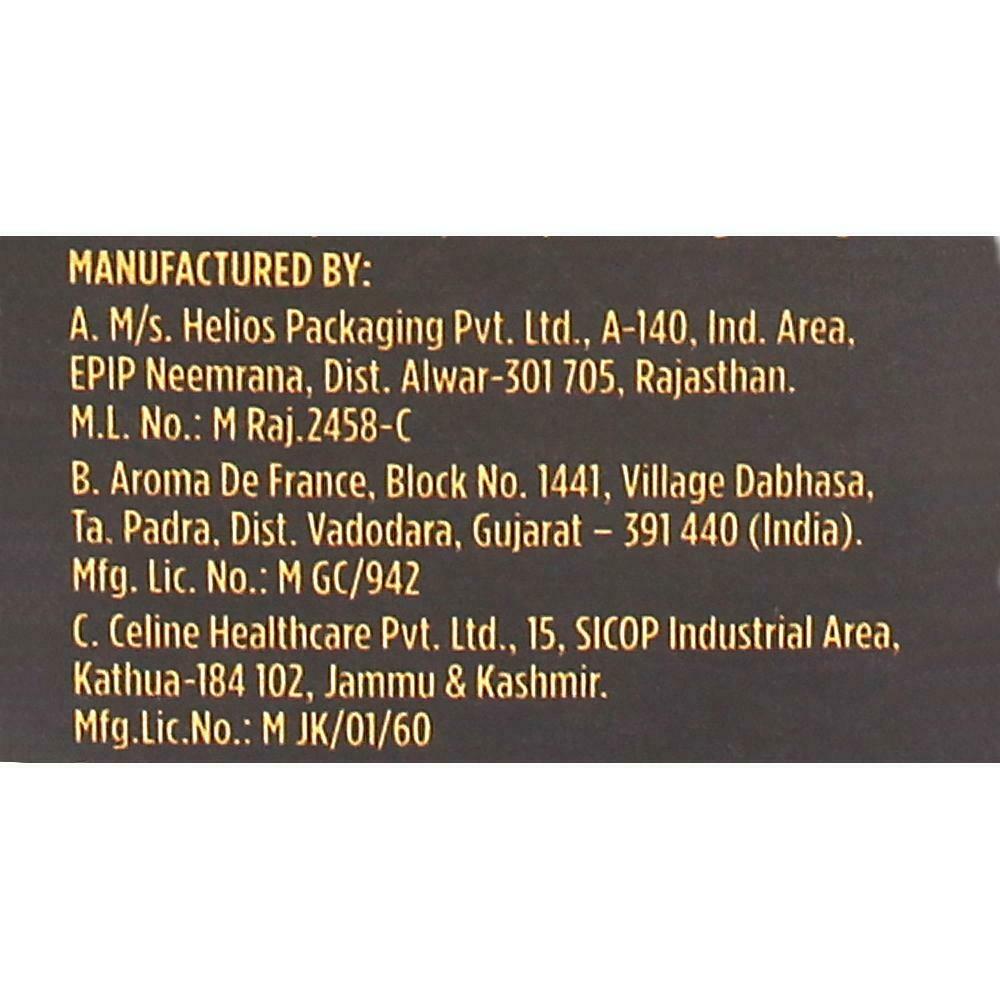 MANUFACTURED BY:
A. M/s. Helios Packaging Pvt. Ltd., A-140, Ind. Area,
EPIP Neemrana, Dist. Alwar-301 705, Rajasthan.
M.L. No.: M Raj.2458-C
B. Aroma De France, Block No. 1441, Village Dabhasa,
Ta. Padra, Dist. Vadodara, Gujarat – 391 440 (India).
Mfg. Lic. No.: M GC/942
C. Celine Healthcare Pvt. Ltd., 15, SICOP Industrial Area,
Kathua-184 102, Jammu & Kashmir.
Mfg.Lic.No.: M JK/01/60